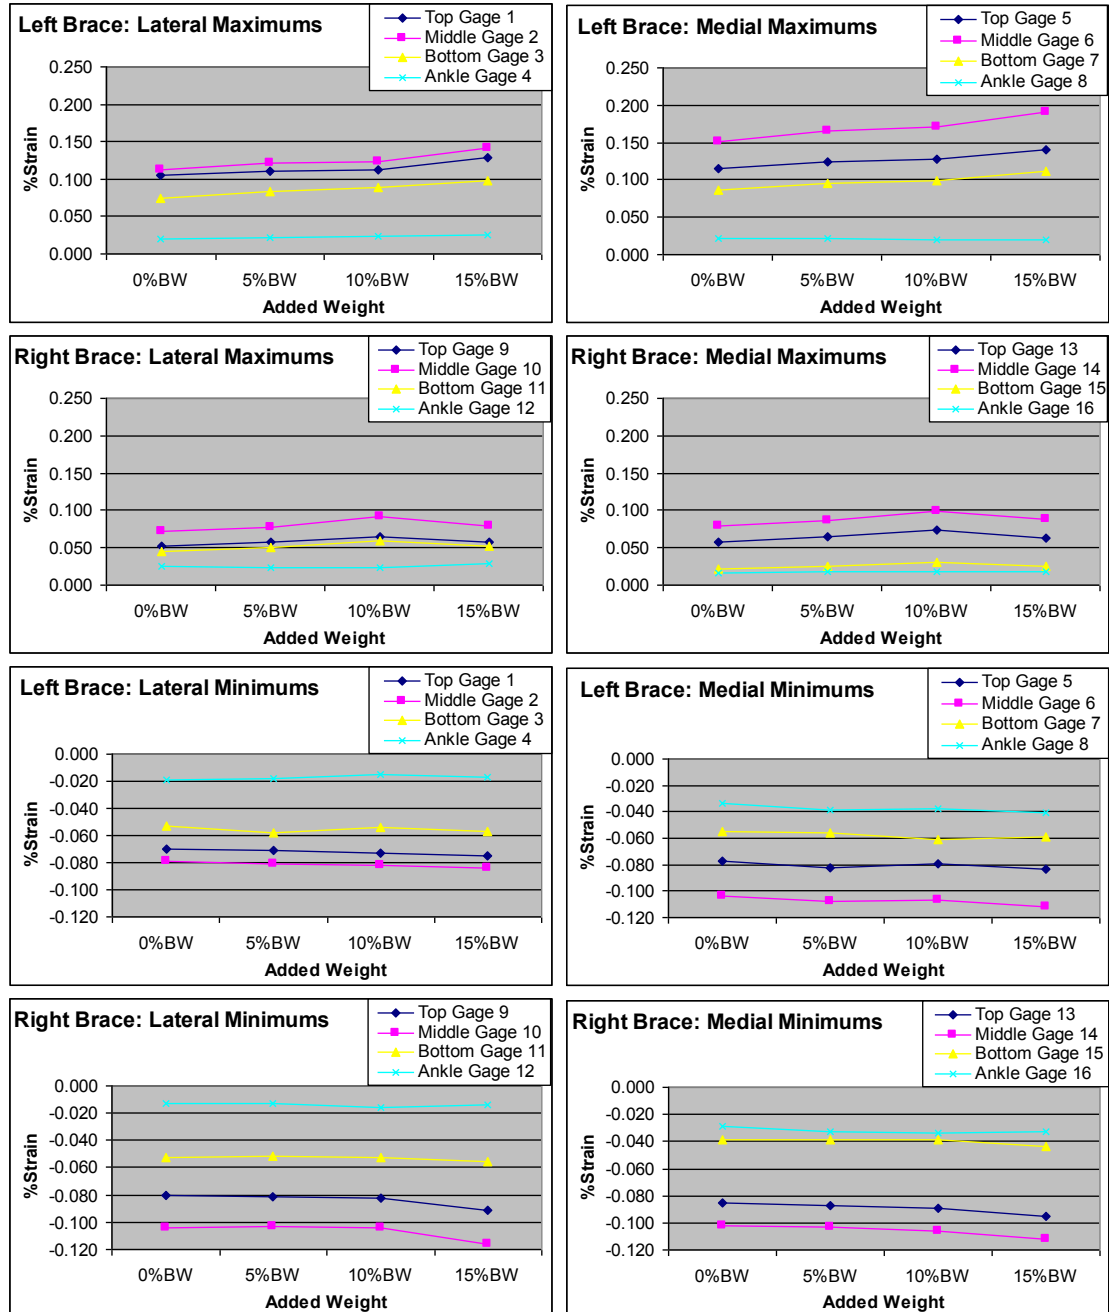 Left Brace: Lateral Maximums
Top Gage 1
Middle Gage 2
Bottom Gage 3
Ankle Gage 4
%Strain
0.250
0.200
0.150
0.100
0.050
0.000
0%BW 5%BW 10%BW 15%BW
Added Weight
Left Brace: Medial Maximums
Top Gage 5
Middle Gage 6
Bottom Gage 7
Ankle Gage 8
%Strain
0.250
0.200
0.150
0.100
0.050
0.000
0%BW 5%BW 10%BW 15%BW
Added Weight
Right Brace: Lateral Maximums
Top Gage 9
Middle Gage 10
Bottom Gage 11
Ankle Gage 12
%Strain
0.250
0.200
0.150
0.100
0.050
0.000
0%BW 5%BW 10%BW 15%BW
Added Weight
Right Brace: Medial Maximums
Top Gage 13
Middle Gage 14
Bottom Gage 15
Ankle Gage 16
%Strain
0.250
0.200
0.150
0.100
0.050
0.000
0%BW 5%BW 10%BW 15%BW
Added Weight
Left Brace: Lateral Minimums
Top Gage 1
Middle Gage 2
Bottom Gage 3
Ankle Gage 4
%Strain
0.000
-0.020
-0.040
-0.060
-0.080
-0.100
-0.120
0%BW 5%BW 10%BW 15%BW
Added Weight
Left Brace: Medial Minimums
Top Gage 5
Middle Gage 6
Bottom Gage 7
Ankle Gage 8
%Strain
0.000
-0.020
-0.040
-0.060
-0.080
-0.100
-0.120
0%BW 5%BW 10%BW 15%BW
Added Weight
Right Brace: Lateral Minimums
Top Gage 9
Middle Gage 10
Bottom Gage 11
Ankle Gage 12
%Strain
0.000
-0.020
-0.040
-0.060
-0.080
-0.100
-0.120
0%BW 5%BW 10%BW 15%BW
Added Weight
Right Brace: Medial Minimums
Top Gage 13
Middle Gage 14
Bottom Gage 15
Ankle Gage 16
%Strain
0.000
-0.020
-0.040
-0.060
-0.080
-0.100
-0.120
0%BW 5%BW 10%BW 15%BW
Added Weight